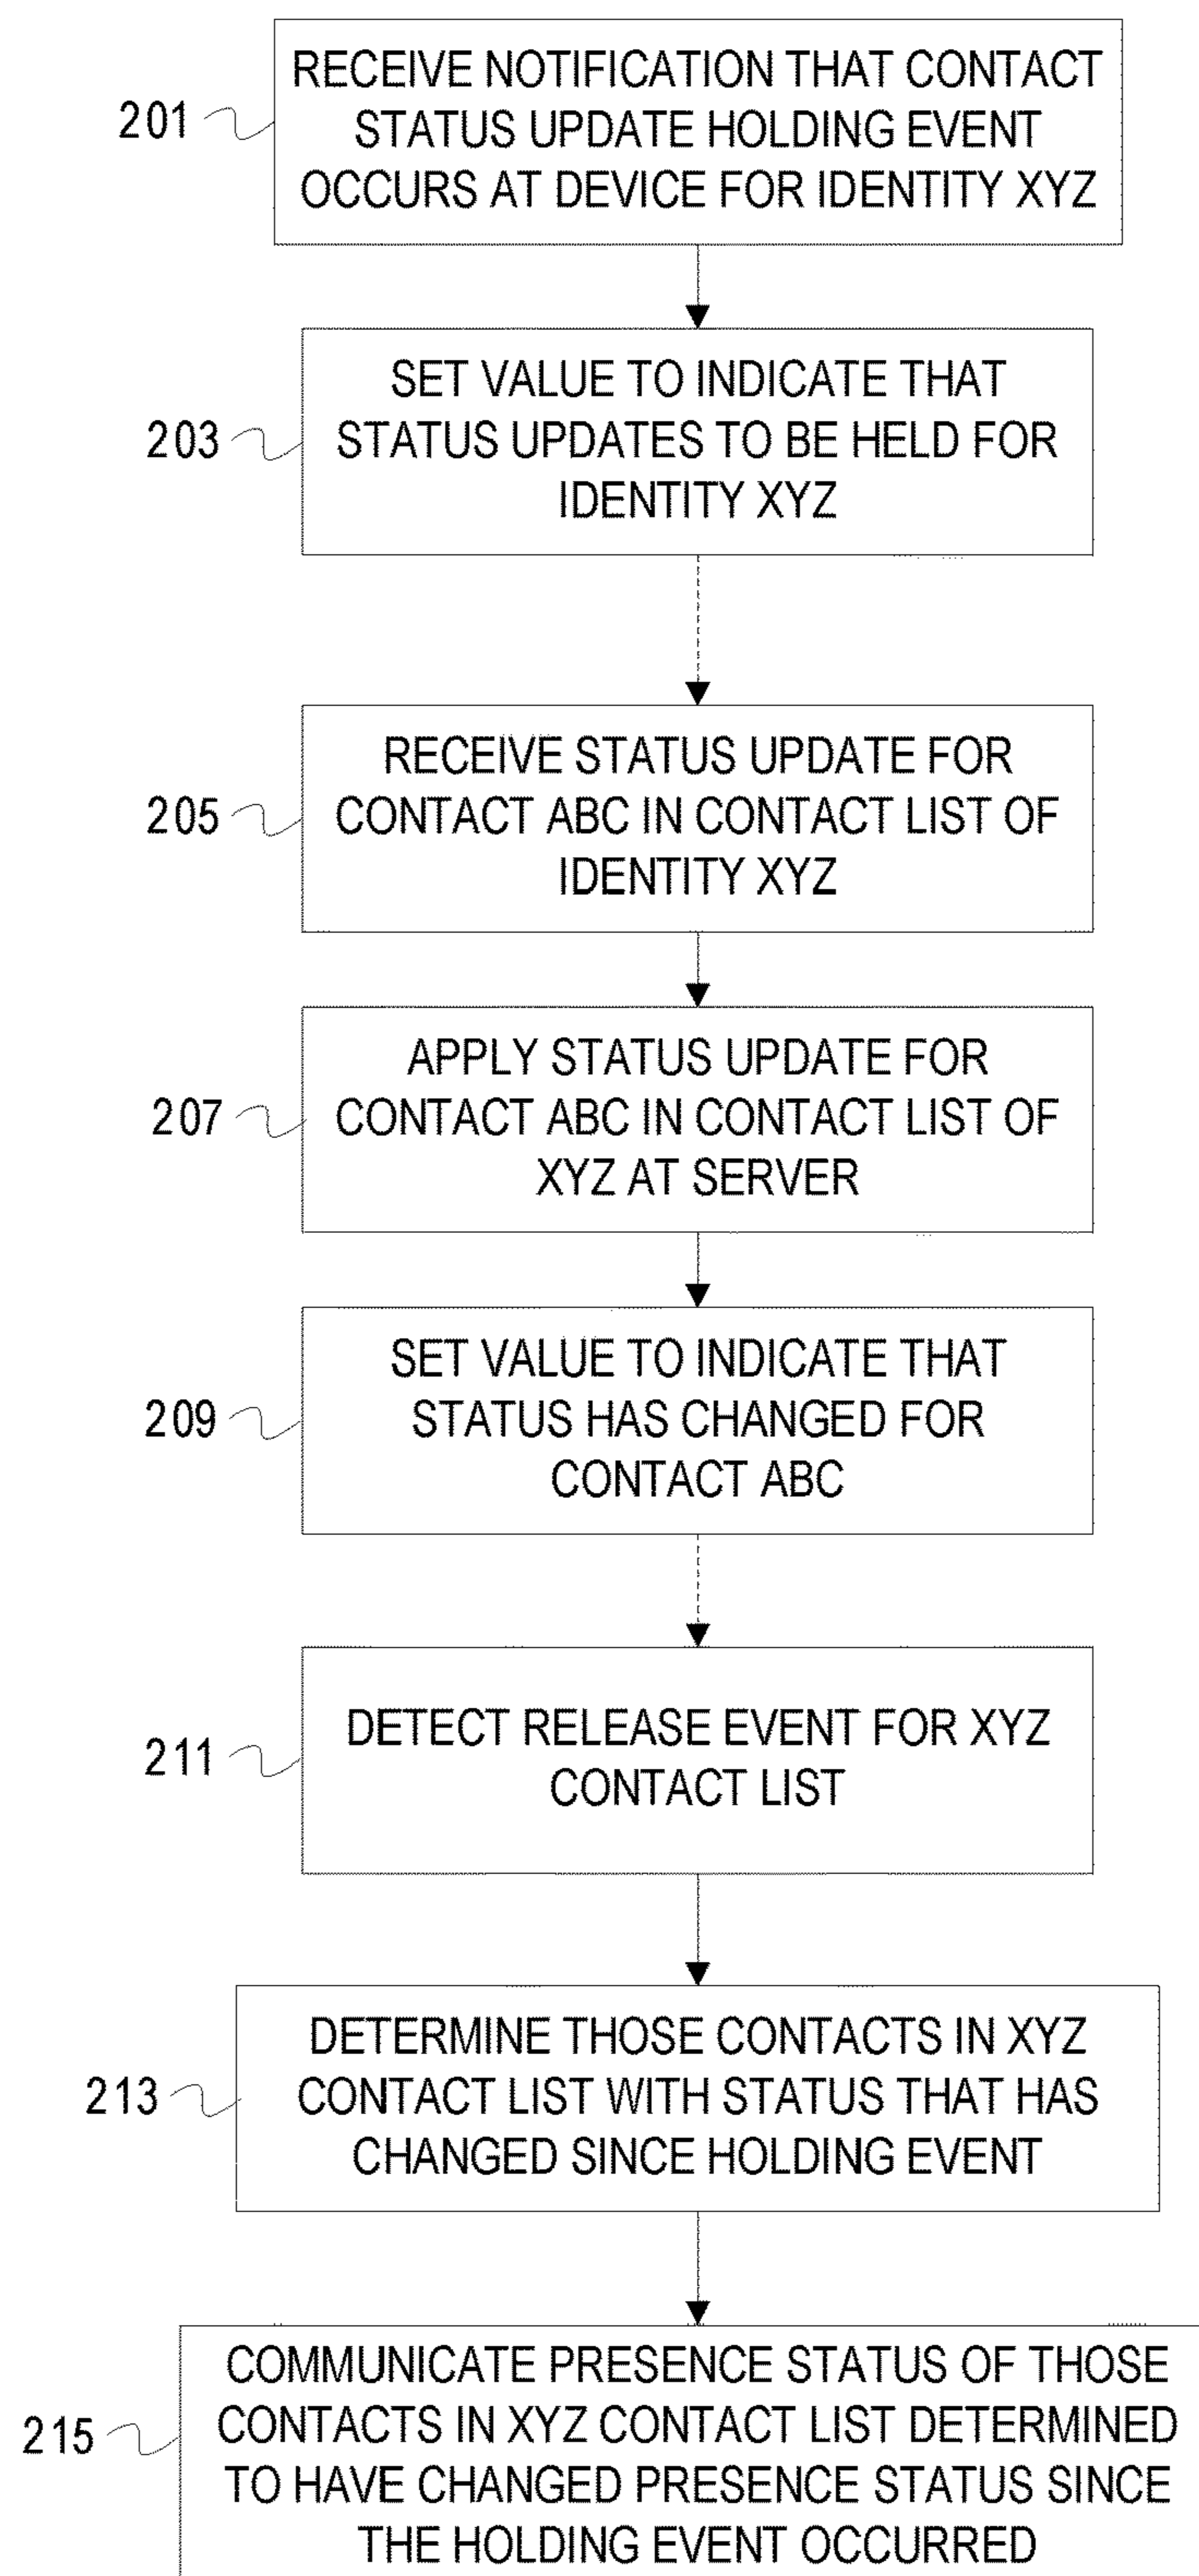 RECEIVE NOTIFICATION THAT CONTACT
STATUS UPDATE HOLDING EVENT
OCCURS AT DEVICE FOR IDENTITY XYZ
201
SET VALUE TO INDICATE THAT
STATUS UPDATES TO BE HELD FOR
IDENTITY XYZ
203
RECEIVE STATUS UPDATE FOR
CONTACT ABC IN CONTACT LIST OF
IDENTITY XYZ
205
APPLY STATUS UPDATE FOR
CONTACT ABC IN CONTACT LIST OF
XYZ AT SERVER
207
SET VALUE TO INDICATE THAT
STATUS HAS CHANGED FOR
CONTACT ABC
209
DETECT RELEASE EVENT FOR XYZ
CONTACT LIST
211
DETERMINE THOSE CONTACTS IN XYZ
CONTACT LIST WITH STATUS THAT HAS
CHANGED SINCE HOLDING EVENT
213
COMMUNICATE PRESENCE STATUS OF THOSE
CONTACTS IN XYZ CONTACT LIST DETERMINED
TO HAVE CHANGED PRESENCE STATUS SINCE
THE HOLDING EVENT OCCURRED
215